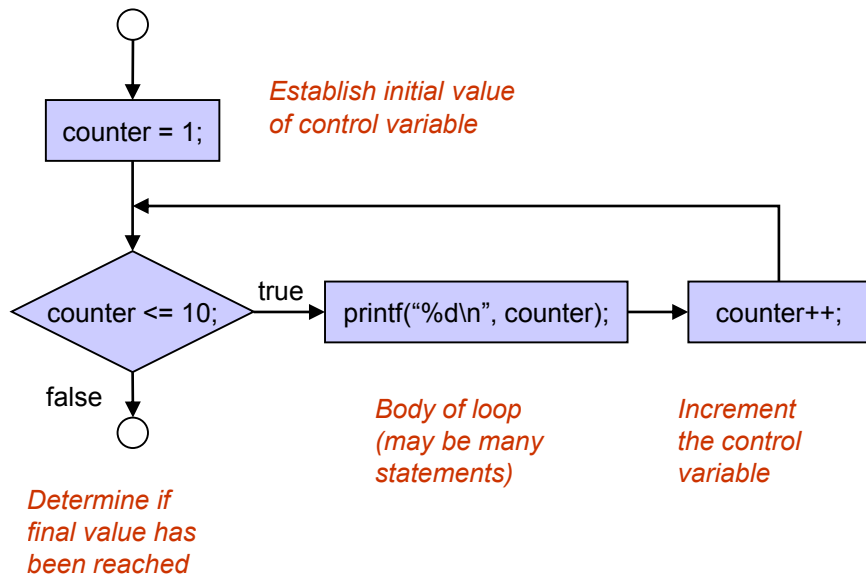 Establish initial value
of control variable
counter = 1;
counter <= 10;
true
printf(“%d\n”, counter);
counter++;
false
Body of loop
(may be many
statements)
Increment
the control
variable
Determine if
final value has
been reached